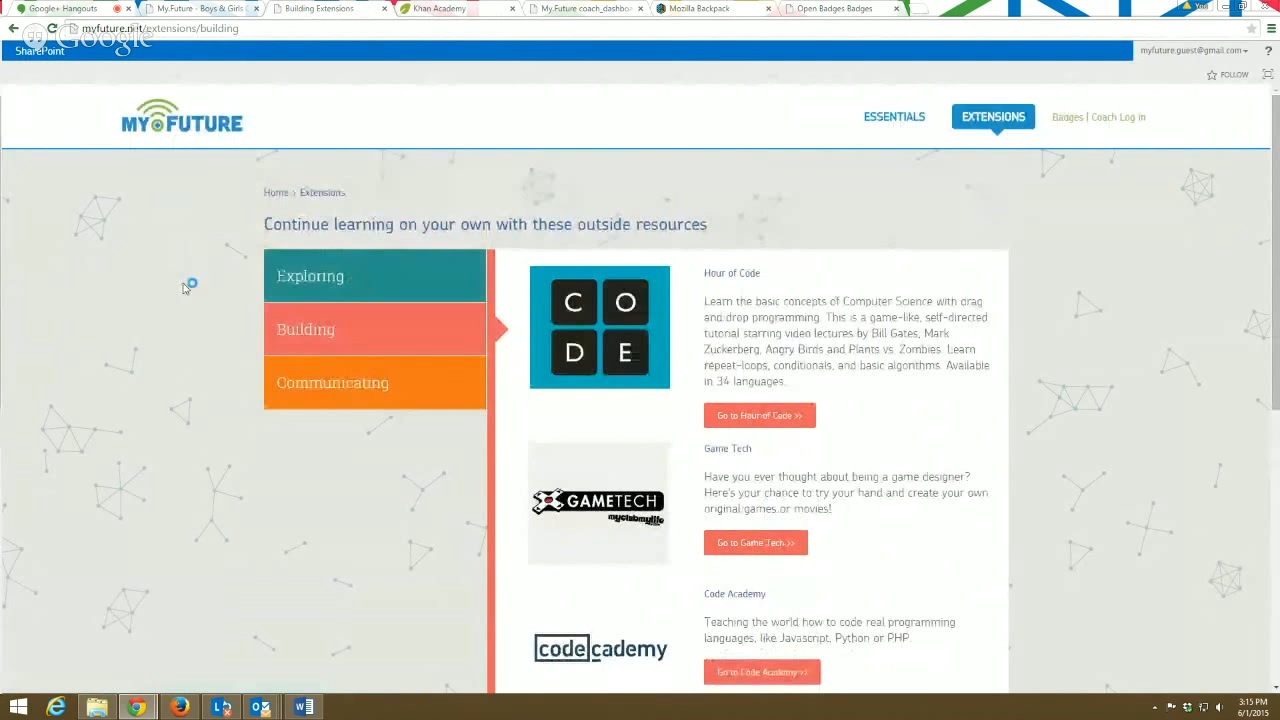 Google+ Hangouts
My.Future - Boys & Girls
Building Extensions
Khan Academy
My.Future coach_dashboa
Mozilla Backpack
Open Badges Badges
You
myfuture.net/extensions/building
Google
SharePoint
myfuture.guest@gmail.com
?
FOLLOW
MY FUTURE
ESSENTIALS
EXTENSIONS
Badges | Coach Log in
Home › Extensions
Continue learning on your own with these outside resources
Exploring
Building
Communicating
CODE
Hour of Code
Learn the basic concepts of Computer Science with drag
and drop programming. This is a game-like, self-directed
tutorial starring video lectures by Bill Gates, Mark
Zuckerberg, Angry Birds and Plants vs. Zombies. Learn
repeat-loops, conditionals, and basic algorithms. Available
in 34 languages.
Go to Hour of Code >>
GAMETECH
myclubmylife
Game Tech
Have you ever thought about being a game designer?
Here's your chance to try your hand and create your own
original games or movies!
Go to Game Tech >>
codecademy
Code Academy
Teaching the world how to code real programming
languages, like Javascript, Python or PHP
Go to Code Academy >>
3:15 PM
6/1/2015